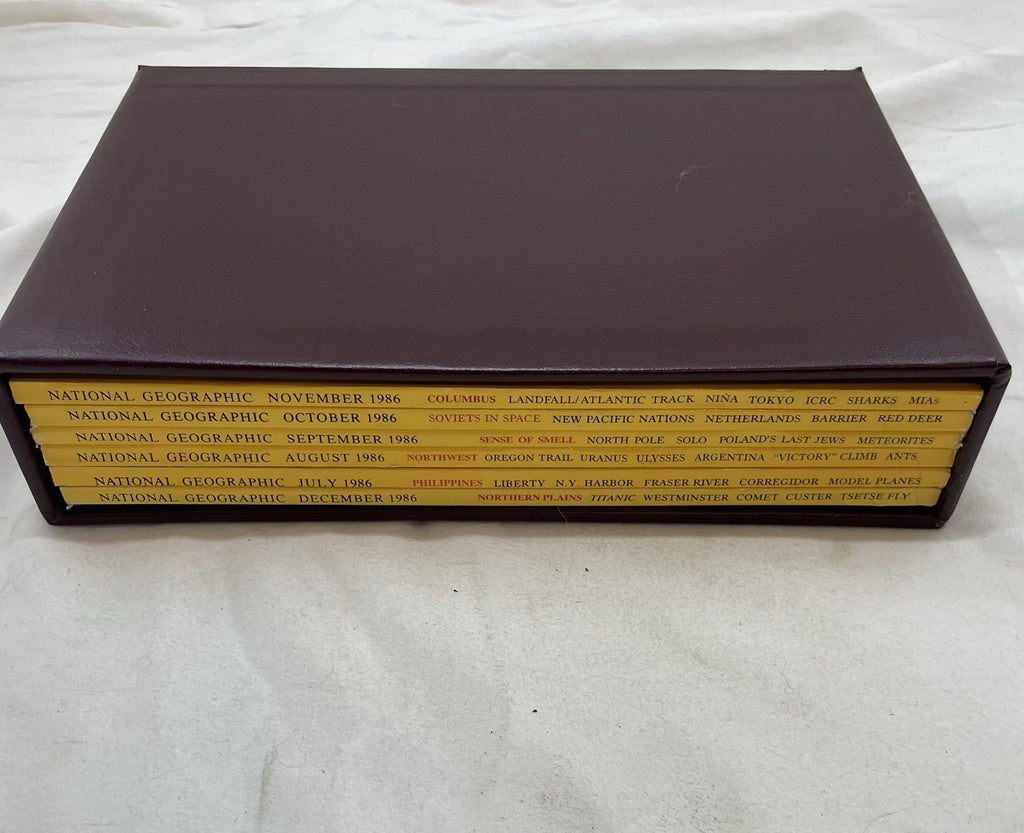 NATIONAL GEOGRAPHIC NOVEMBER 1986 COLUMBUS LANDFALL/ATLANTIC TRACK NIÑA TOKYO ICRC SHARKS MIAs
NATIONAL GEOGRAPHIC OCTOBER 1986 SOVIETS IN SPACE NEW PACIFIC NATIONS NETHERLANDS BARRIER RED DEER
NATIONAL GEOGRAPHIC SEPTEMBER 1986 SENSE OF SMELL NORTH POLE SOLO POLAND'S LAST JEWS METEORITES
NATIONAL GEOGRAPHIC AUGUST 1986 NORTHWEST OREGON TRAIL URANUS ULYSSES ARGENTINA "VICTORY" CLIMB ANTS
NATIONAL GEOGRAPHIC JULY 1986 PHILIPPINES LIBERTY N.Y. HARBOR FRASER RIVER CORREGIDOR MODEL PLANES
NATIONAL GEOGRAPHIC DECEMBER 1986 NORTHERN PLAINS TITANIC WESTMINSTER COMET CUSTER TSETSE FLY